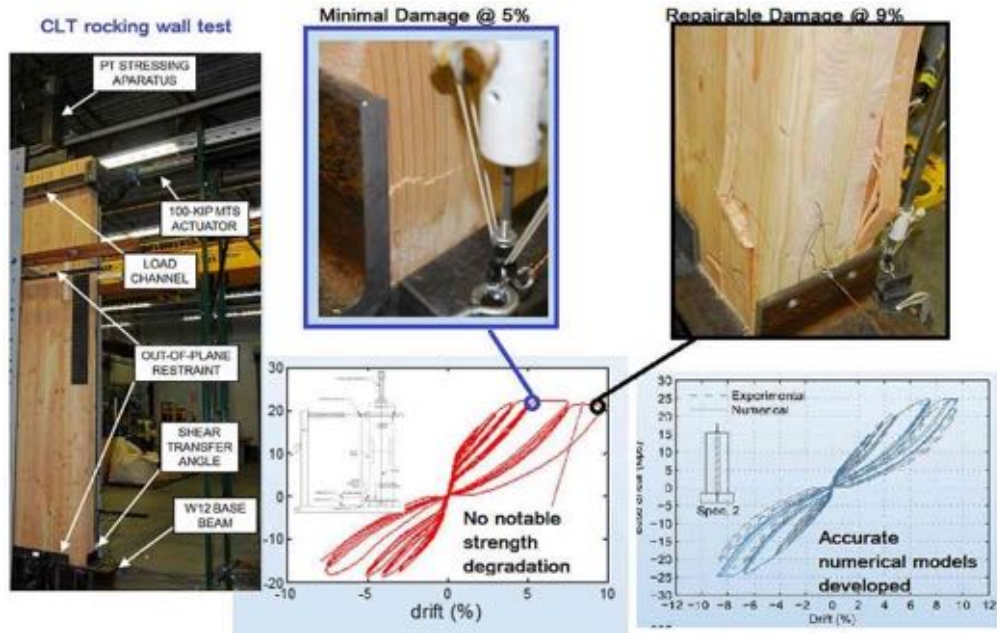 CLT rocking wall test
PT STRESSING
APPARATUS
100-KIP MTS
ACTUATOR
LOAD
CHANNEL
OUT-OF-PLANE
RESTRAINT
SHEAR
TRANSFER
ANGLE
W12 BASE
BEAM
Minimal Damage @ 5%
Repairable Damage @ 9%
30
20
10
0
-10
-20
-10
-5
0
5
10
drift (%)
No notable
strength
degradation
30
25
20
15
10
5
0
-5
-10
-15
-20
-25
-30
-12 -10 -8 -6 -4 -2 0 2 4 6 8 10 12
Drift (%)
Experimental
Numerical
Spec. 2
Accurate
numerical models
developed